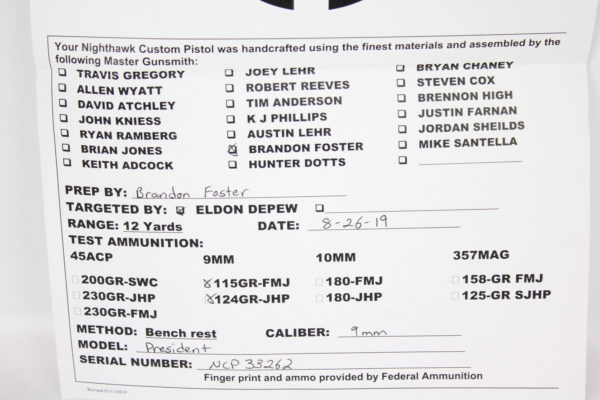 Your Nighthawk Custom Pistol was handcrafted using the finest materials and assembled by the
following Master Gunsmith:
TRAVIS GREGORY JOEY LEHR BRYAN CHANEY
ALLEN WYATT ROBERT REEVES STEVEN COX
DAVID ATCHLEY TIM ANDERSON BRENNON HIGH
JOHN KNIESS K J PHILLIPS JUSTIN FARNAN
RYAN RAMBERG AUSTIN LEHR JORDAN SHEILDS
BRIAN JONES BRANDON FOSTER MIKE SANTELLA
KEITH ADCOCK HUNTER DOTTS
PREP BY: Brandon Foster
TARGETED BY: ELDON DEPEW
RANGE: 12 Yards DATE: 8-26-19
TEST AMMUNITION:
45ACP 9MM 10MM 357MAG
200GR-SWC 115GR-FMJ 180-FMJ 158-GR FMJ
230GR-JHP 124GR-JHP 180-JHP 125-GR SJHP
230GR-FMJ
METHOD: Bench rest CALIBER: 9mm
MODEL: President
SERIAL NUMBER: NCP 33262
Finger print and ammo provided by Federal Ammunition